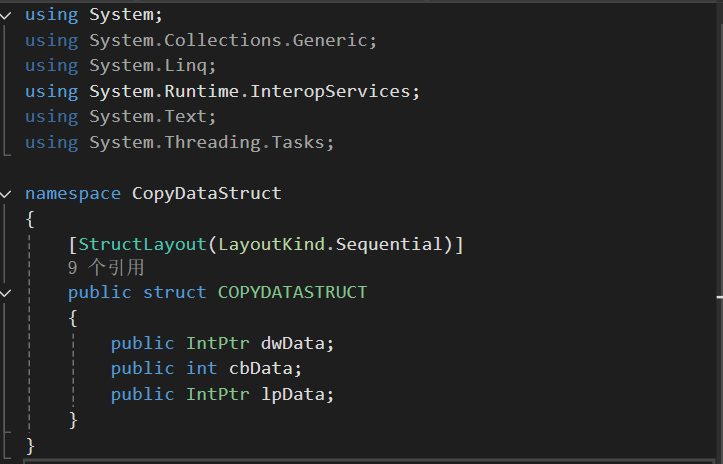 using System;
using System.Collections.Generic;
using System.Linq;
using System.Runtime.InteropServices;
using System.Text;
using System.Threading.Tasks;
namespace CopyDataStruct
{
[StructLayout(LayoutKind.Sequential)]
9 个引用
public struct COPYDATASTRUCT
{
public IntPtr dwData;
public int cbData;
public IntPtr lpData;
}
}